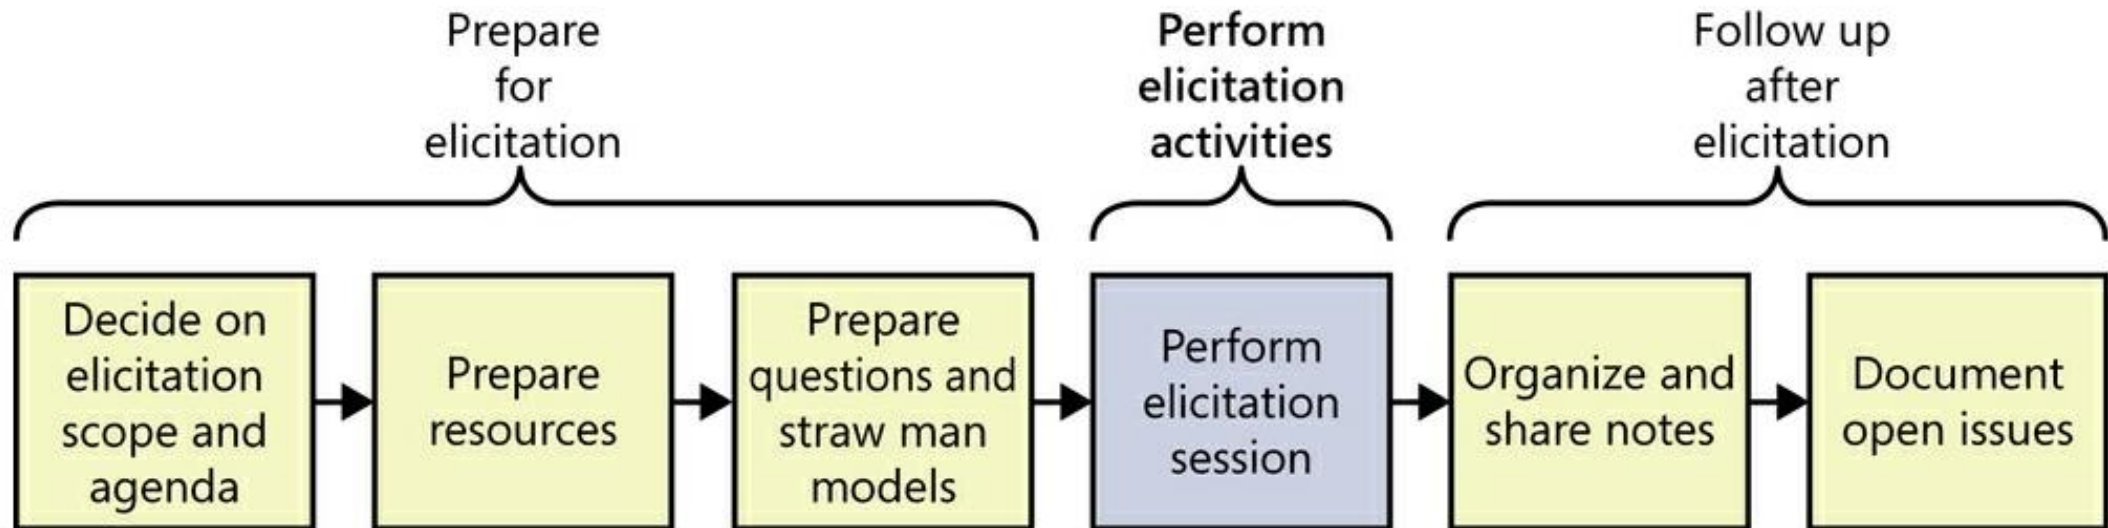 Prepare
for
elicitation
Perform
elicitation
activities
Follow up
after
elicitation
Decide on
elicitation
scope and
agenda
Prepare
resources
Prepare
questions and
straw man
models
Perform
elicitation
session
Organize and
share notes
Document
open issues